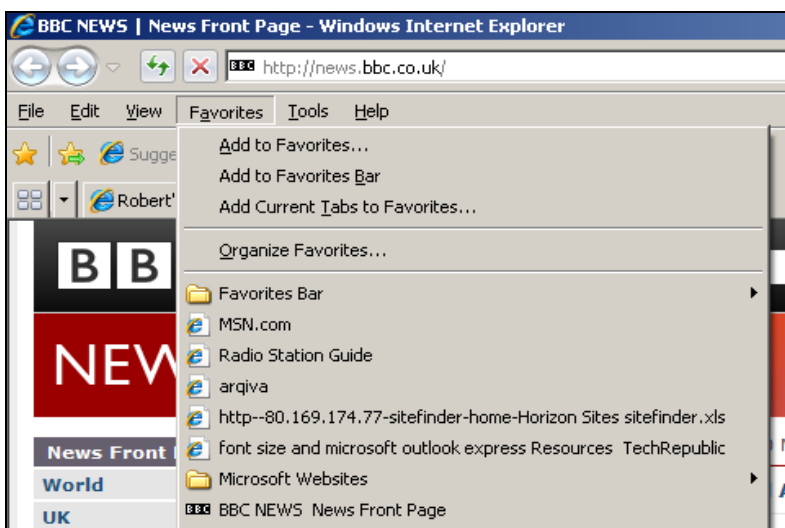 BBC NEWS | News Front Page - Windows Internet Explorer
BBC http://news.bbc.co.uk/
File Edit View Favorites Tools Help
Add to Favorites...
Sugge
Add to Favorites Bar
Robert'
Add Current Tabs to Favorites...
Organize Favorites...
B B
Favorites Bar
MSN.com
Radio Station Guide
NEW
arqiva
http--80.169.174.77-sitefinder-home-Horizon Sites sitefinder.xls
font size and microsoft outlook express Resources TechRepublic
News Front
Microsoft Websites
World
BBC BBC NEWS News Front Page
UK